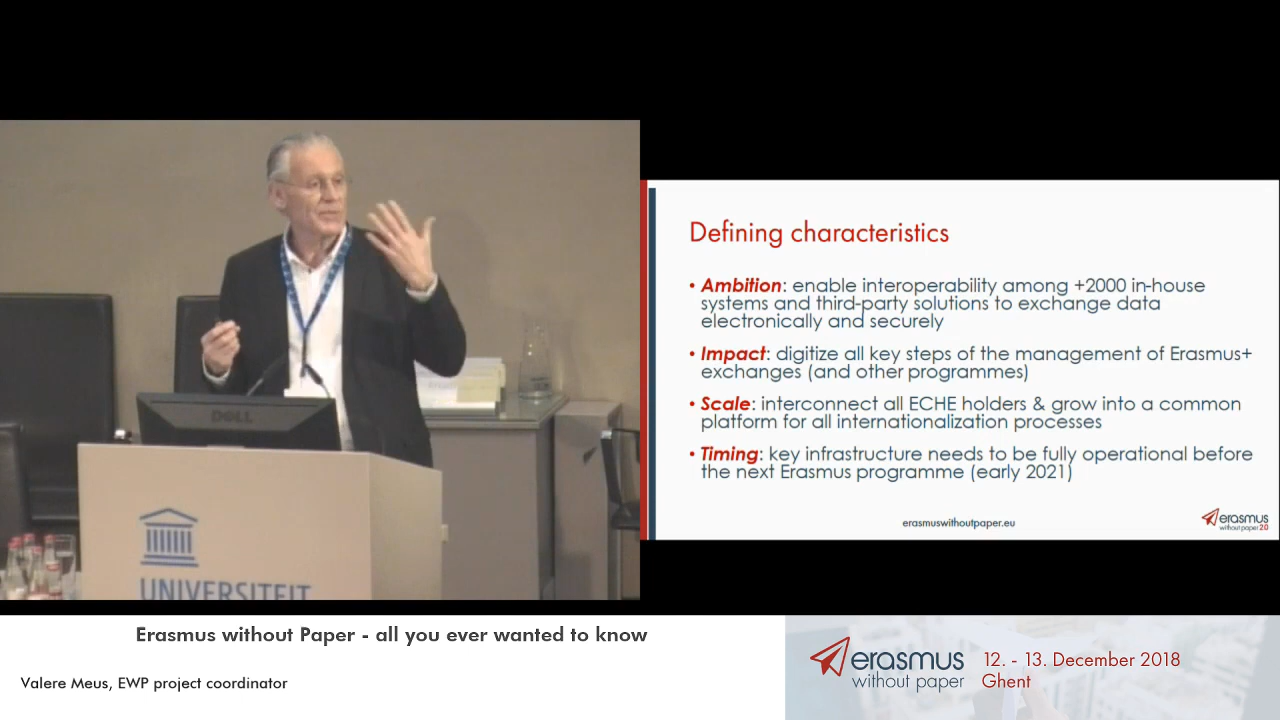 DELL
UNIVERSITEIT
Defining characteristics
• Ambition: enable interoperability among +2000 in-house
systems and third-party solutions to exchange data
electronically and securely
• Impact: digitize all key steps of the management of Erasmus+
exchanges (and other programmes)
• Scale: interconnect all ECHE holders & grow into a common
platform for all internationalization processes
• Timing: key infrastructure needs to be fully operational before
the next Erasmus programme (early 2021)
erasmuswithoutpaper.eu
erasmus
without paper 2.0
Erasmus without Paper - all you ever wanted to know
Valere Meus, EWP project coordinator
erasmus
without paper
12. - 13. December 2018
Ghent